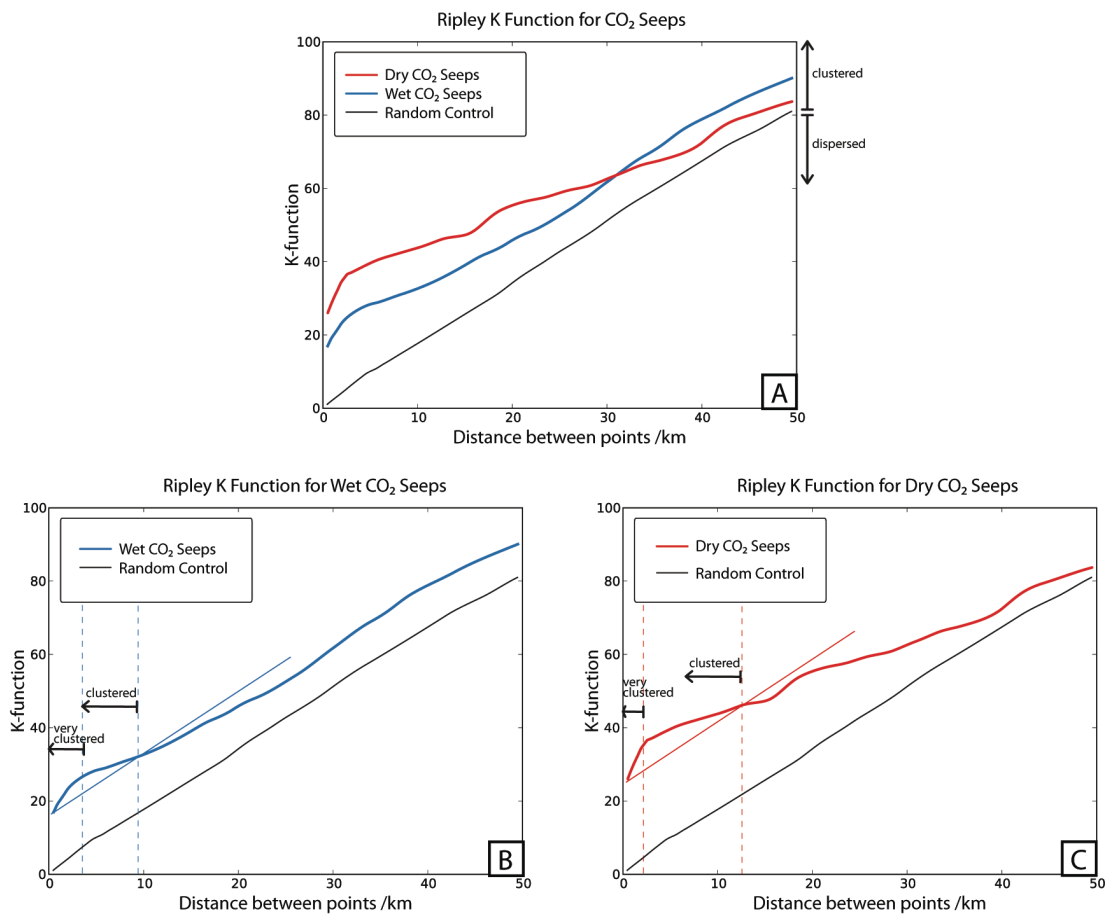 Ripley K Function for CO₂ Seeps
100
80
60
40
20
0
K-function
Dry CO₂ Seeps
Wet CO₂ Seeps
Random Control
clustered
dispersed
A
0 10 20 30 40 50
Distance between points /km
Ripley K Function for Wet CO₂ Seeps
100
80
60
40
20
0
K-function
Wet CO₂ Seeps
Random Control
clustered
very
clustered
B
0 10 20 30 40 50
Distance between points /km
Ripley K Function for Dry CO₂ Seeps
100
80
60
40
20
0
K-function
Dry CO₂ Seeps
Random Control
clustered
very
clustered
C
0 10 20 30 40 50
Distance between points /km